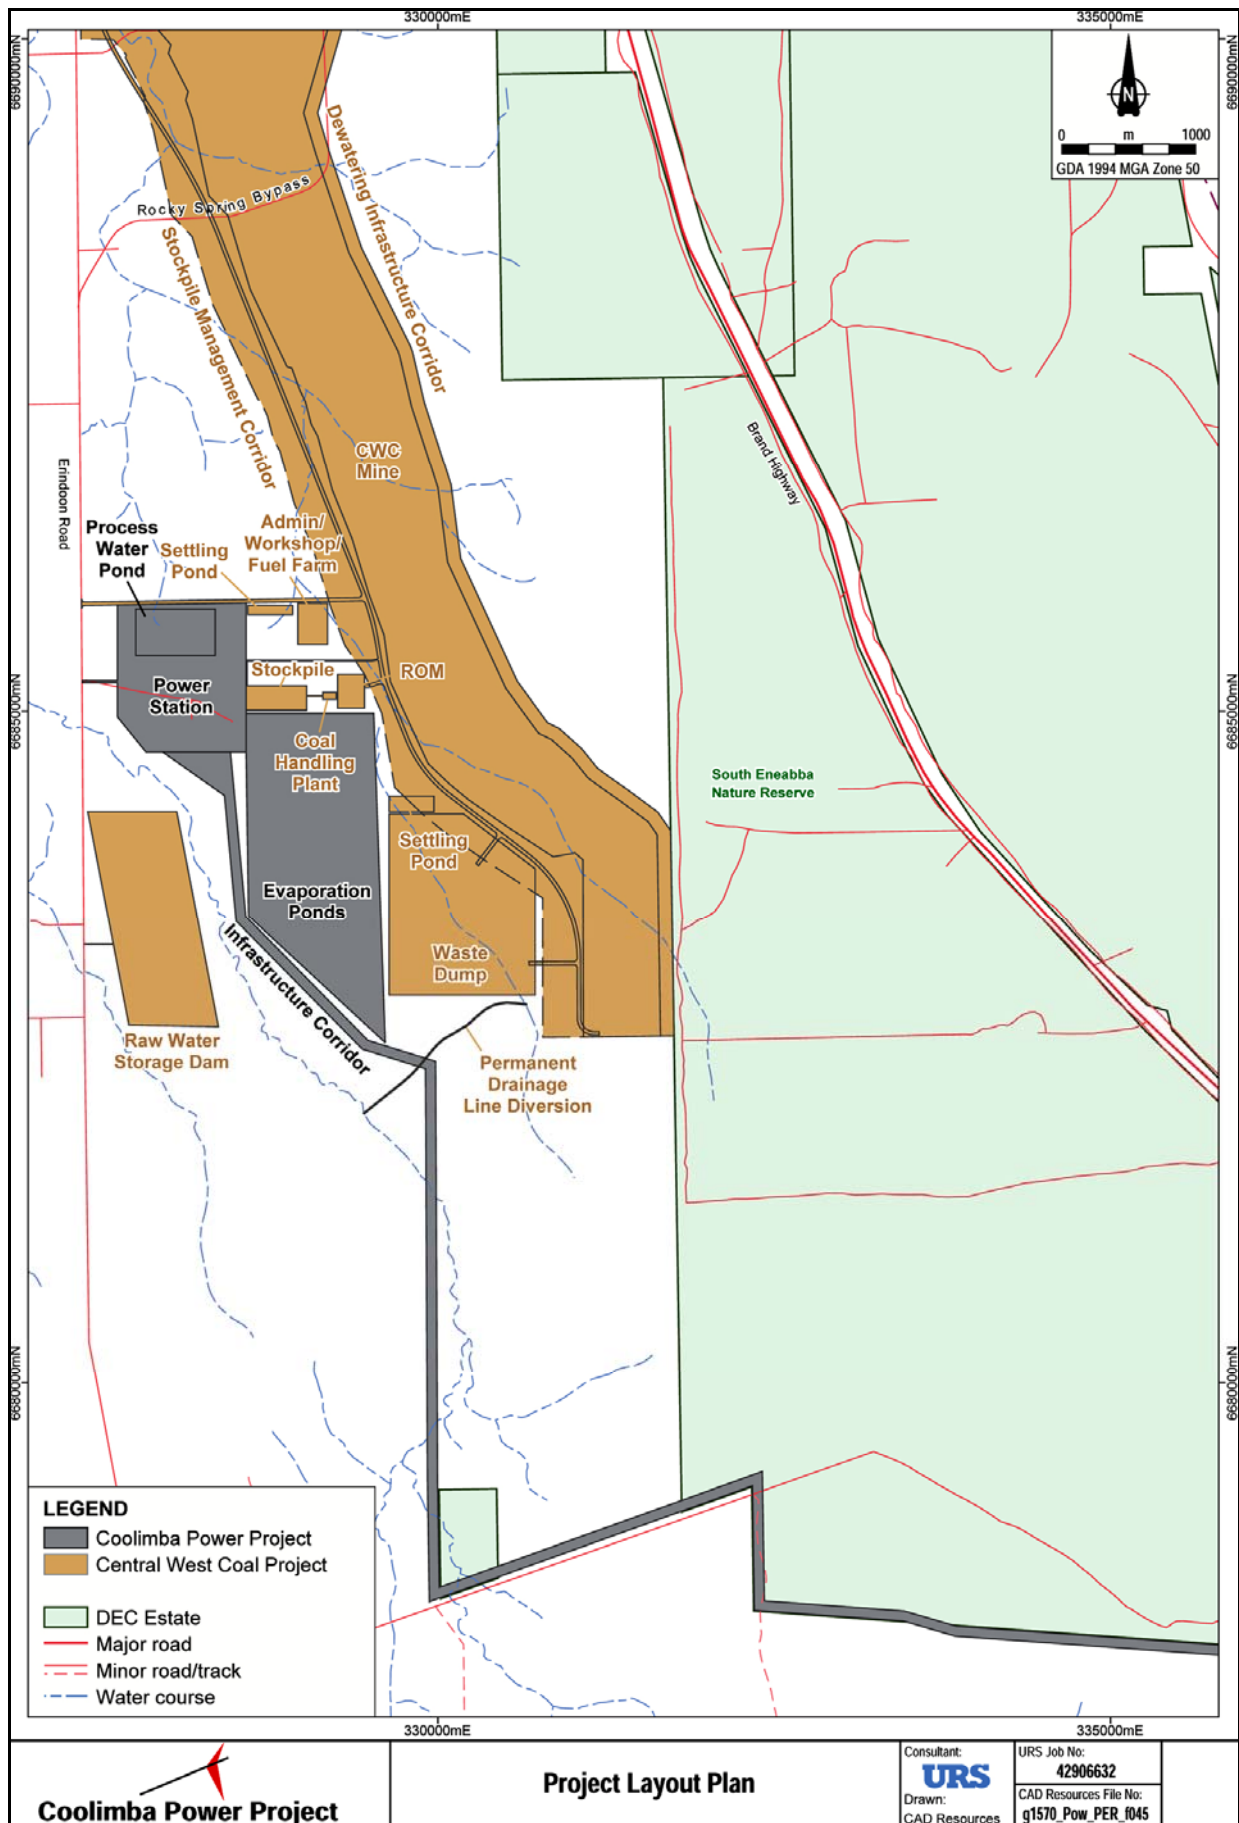 330000mE
335000mE
6690000mN
6690000mN
N
0 m 1000
GDA 1994 MGA Zone 50
Dewatering Infrastructure Corridor
Rocky Spring Bypass
Stockpile Management Corridor
CWC
Mine
Brand Highway
Erindoon Road
Process
Water
Pond
Settling
Pond
Admin/
Workshop/
Fuel Farm
Stockpile
ROM
Power
Station
6685000mN
6685000mN
Coal
Handling
Plant
South Eneabba
Nature Reserve
Settling
Pond
Evaporation
Ponds
Waste
Dump
Infrastructure Corridor
Raw Water
Storage Dam
Permanent
Drainage
Line Diversion
6680000mN
6680000mN
LEGEND
Coolimba Power Project
Central West Coal Project
DEC Estate
Major road
Minor road/track
Water course
330000mE
335000mE
Coolimba Power Project
Project Layout Plan
Consultant:
URS
Drawn:
CAD Resources
URS Job No:
42906632
CAD Resources File No:
g1570_Pow_PER_f045